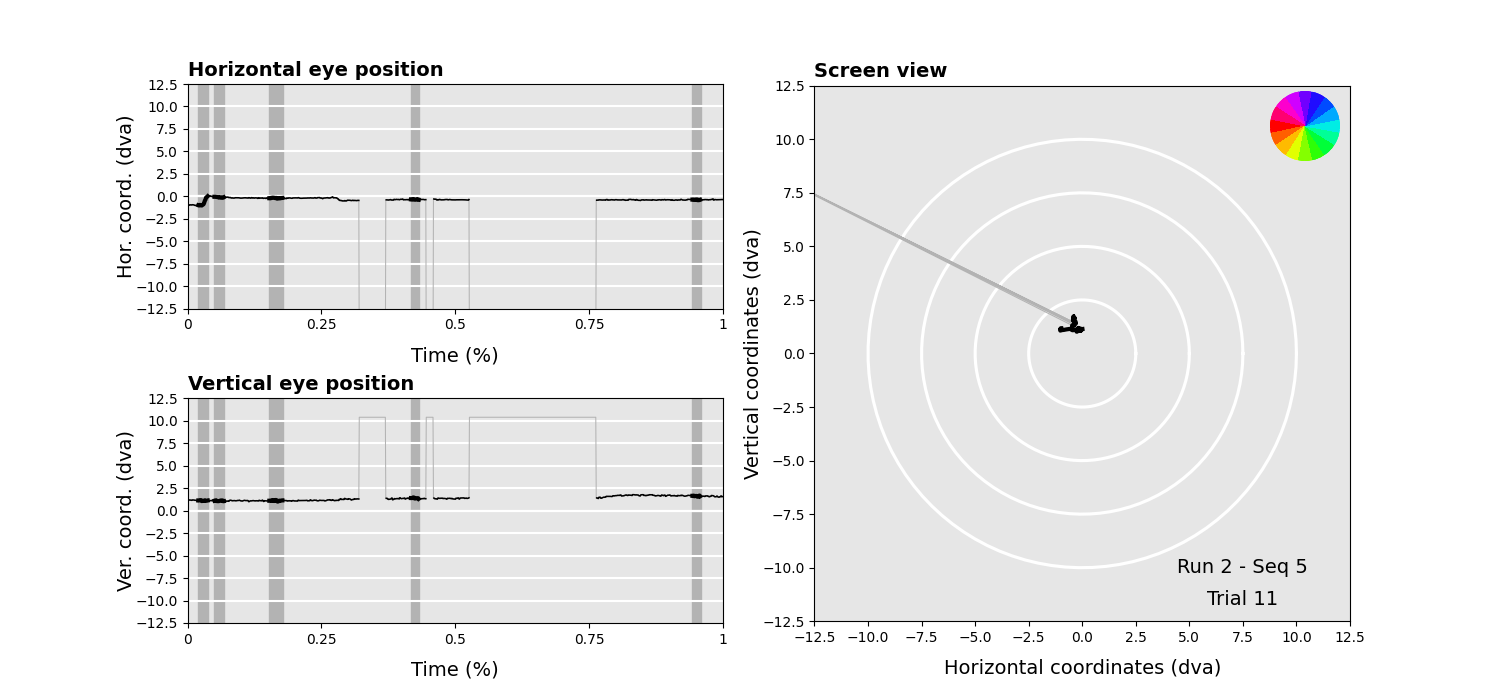 Horizontal eye position
12.5
10.0
7.5
5.0
2.5
0.0
−2.5
−5.0
−7.5
−10.0
−12.5
Hor. coord. (dva)
0 0.25 0.5 0.75 1
Time (%)
Vertical eye position
12.5
10.0
7.5
5.0
2.5
0.0
−2.5
−5.0
−7.5
−10.0
−12.5
Ver. coord. (dva)
0 0.25 0.5 0.75 1
Time (%)
Screen view
12.5
10.0
7.5
5.0
2.5
0.0
−2.5
−5.0
−7.5
−10.0
−12.5
Vertical coordinates (dva)
Run 2 - Seq 5
Trial 11
−12.5 −10.0 −7.5 −5.0 −2.5 0.0 2.5 5.0 7.5 10.0 12.5
Horizontal coordinates (dva)